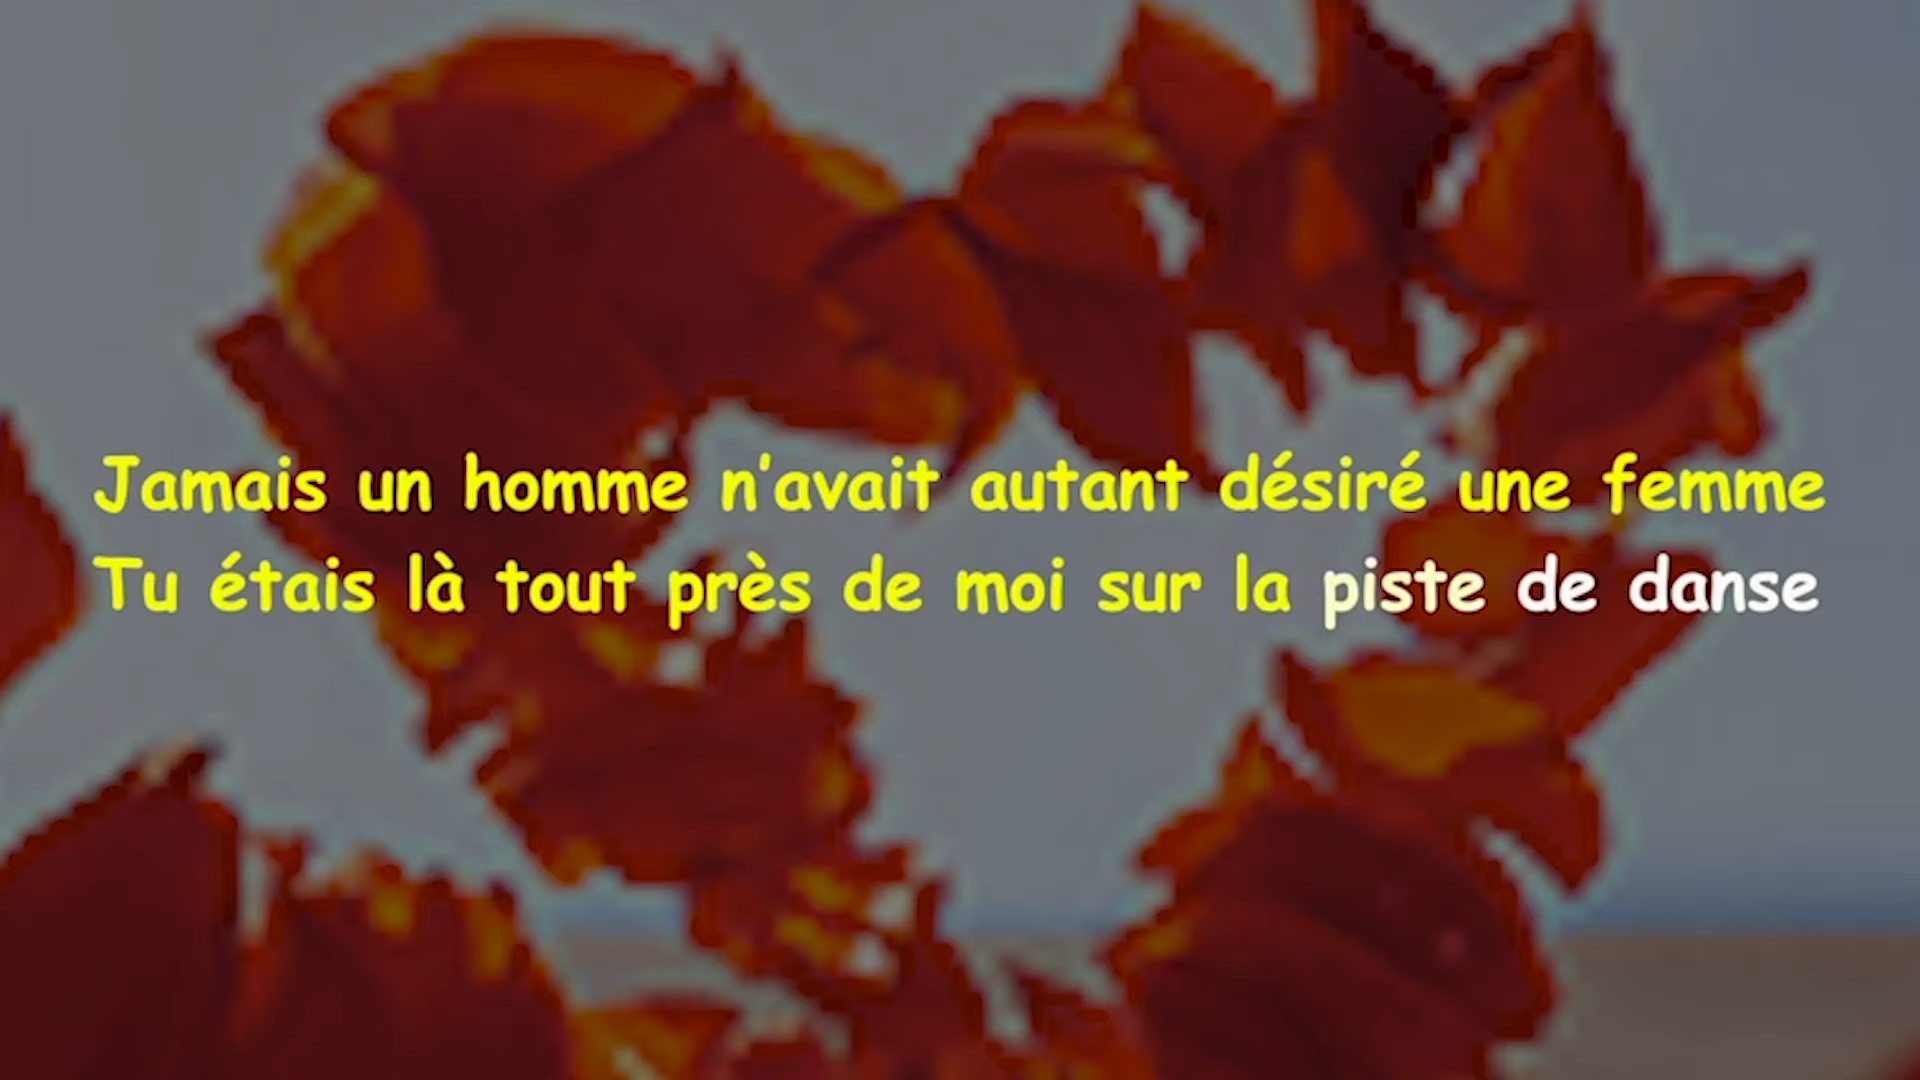 Jamais un homme n'avait autant désiré une femme
Tu étais là tout près de moi sur la piste de danse